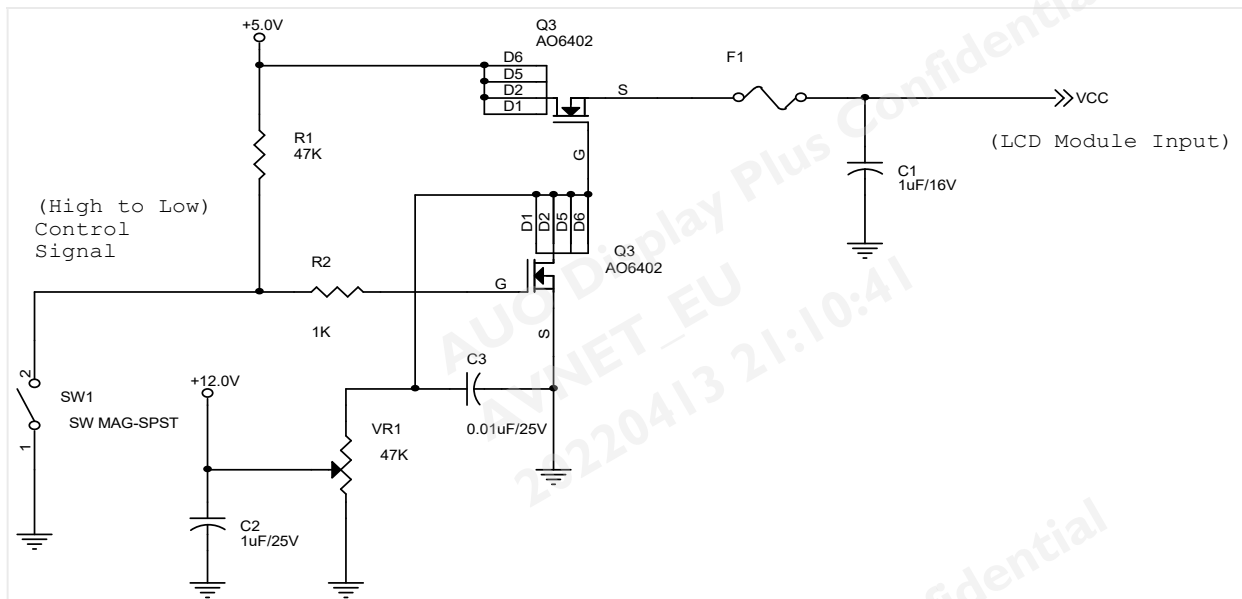 +5.0V
Q3
AO6402
D6
D5
D2
D1
S
G
F1
VCC
(LCD Module Input)
R1
47K
C1
1uF/16V
(High to Low)
Control
Signal
D1
D2
D5
D6
Q3
AO6402
R2
1K
G
S
C3
0.01uF/25V
2
SW1
SW MAG-SPST
1
+12.0V
VR1
47K
C2
1uF/25V
AUO Display Plus Confidential
AVNET_EU
20220413 21:10:41
nfidential